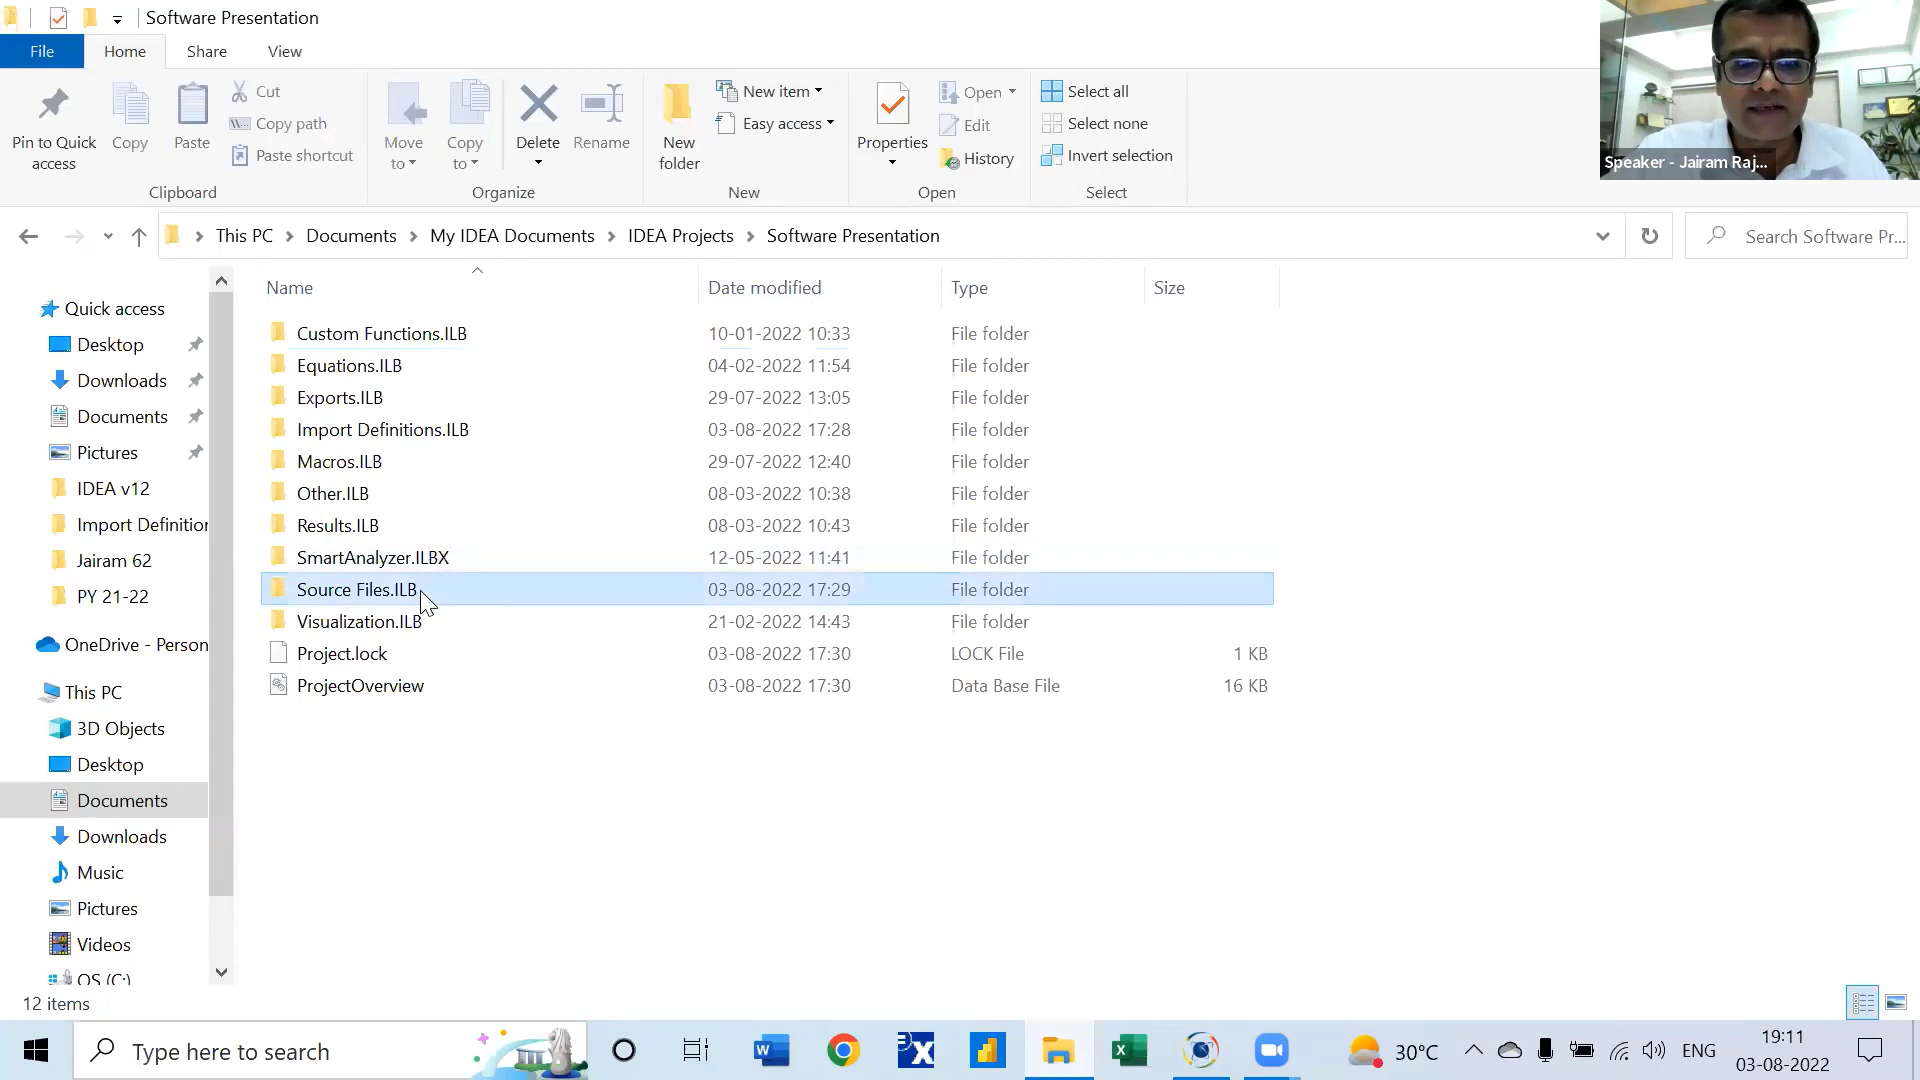 Software Presentation
File
Home
Share
View
Pin to Quick access
Copy
Paste
Cut
Copy path
Paste shortcut
Clipboard
Move to
Copy to
Delete
Rename
Organize
New folder
New item
Easy access
New
Properties
Open
Edit
History
Open
Select all
Select none
Invert selection
Select
Speaker - Jairam Raj...
This PC
Documents
My IDEA Documents
IDEA Projects
Software Presentation
Search Software Pr...
Name
Date modified
Type
Size
Custom Functions.ILB 10-01-2022 10:33 File folder
Equations.ILB 04-02-2022 11:54 File folder
Exports.ILB 29-07-2022 13:05 File folder
Import Definitions.ILB 03-08-2022 17:28 File folder
Macros.ILB 29-07-2022 12:40 File folder
Other.ILB 08-03-2022 10:38 File folder
Results.ILB 08-03-2022 10:43 File folder
SmartAnalyzer.ILBX 12-05-2022 11:41 File folder
Source Files.ILB 03-08-2022 17:29 File folder
Visualization.ILB 21-02-2022 14:43 File folder
Project.lock 03-08-2022 17:30 LOCK File 1 KB
ProjectOverview 03-08-2022 17:30 Data Base File 16 KB
Quick access
Desktop
Downloads
Documents
Pictures
IDEA v12
Import Definition
Jairam 62
PY 21-22
OneDrive - Person
This PC
3D Objects
Desktop
Documents
Downloads
Music
Pictures
Videos
OS (C:)
12 items
Type here to search
30°C
ENG
19:11
03-08-2022